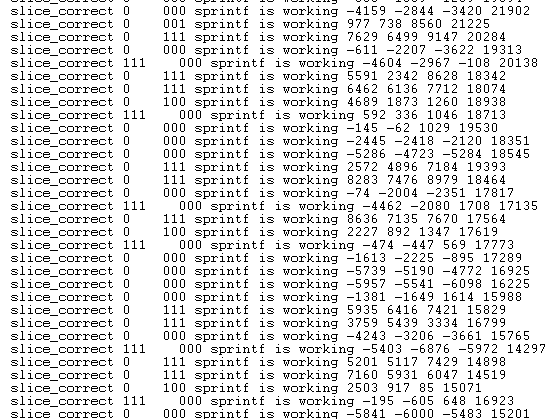 slice_correct 0 000 sprintf is working -4159 -2844 -3420 21902
slice_correct 0 001 sprintf is working 977 738 8560 21225
slice_correct 0 111 sprintf is working 7629 6499 9147 20284
slice_correct 0 000 sprintf is working -611 -2207 -3622 19313
slice_correct 111 000 sprintf is working -4604 -2967 -108 20138
slice_correct 0 111 sprintf is working 5591 2342 8628 18342
slice_correct 0 111 sprintf is working 6462 6136 7712 18074
slice_correct 0 100 sprintf is working 4689 1873 1260 18938
slice_correct 111 000 sprintf is working 592 336 1046 18713
slice_correct 0 000 sprintf is working -145 -62 1029 19530
slice_correct 0 000 sprintf is working -2445 -2418 -2120 18351
slice_correct 0 000 sprintf is working -5286 -4723 -5284 18545
slice_correct 0 111 sprintf is working 2572 4896 7184 19393
slice_correct 0 111 sprintf is working 8283 7476 8979 18464
slice_correct 0 000 sprintf is working -74 -2004 -2351 17817
slice_correct 111 000 sprintf is working -4462 -2080 1708 17135
slice_correct 0 111 sprintf is working 8636 7135 7670 17564
slice_correct 0 100 sprintf is working 2227 892 1347 17619
slice_correct 111 000 sprintf is working -474 -447 569 17773
slice_correct 0 000 sprintf is working -1613 -2225 -895 17289
slice_correct 0 000 sprintf is working -5739 -5190 -4772 16925
slice_correct 0 000 sprintf is working -5957 -5541 -6098 16225
slice_correct 0 000 sprintf is working -1381 -1649 1614 15988
slice_correct 0 111 sprintf is working 5935 6416 7421 15829
slice_correct 0 111 sprintf is working 3759 5439 3334 16799
slice_correct 0 000 sprintf is working -4243 -3206 -3661 15765
slice_correct 111 000 sprintf is working -5403 -6876 -5972 14297
slice_correct 0 111 sprintf is working 5201 5117 7429 14898
slice_correct 0 111 sprintf is working 7160 5931 6047 14519
slice_correct 0 100 sprintf is working 2503 917 85 15071
slice_correct 111 000 sprintf is working -195 -605 648 16923
slice_correct 0 000 sprintf is working -5841 -6000 -5483 15201